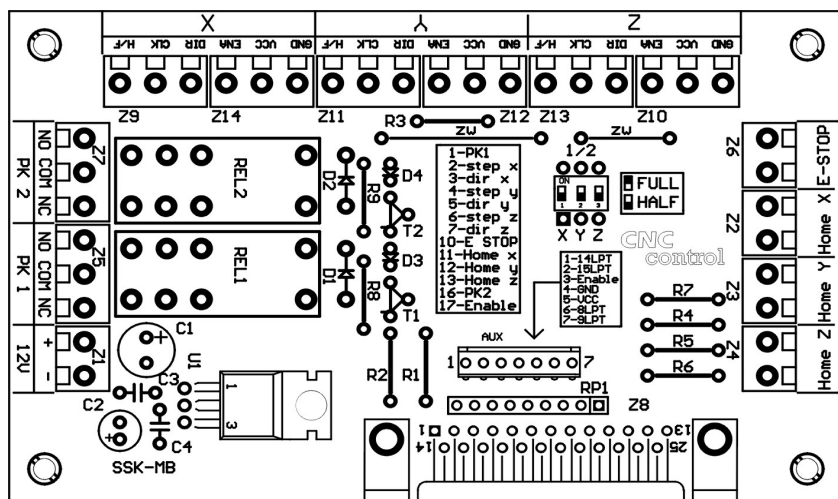 X Y Z
H/F CLK DIR ENA VCC GND H/F CLK DIR ENA VCC GND H/F CLK DIR ENA VCC GND
Z9 Z14 Z11 Z12 Z13 Z10
R3
ZW ZW
PK 2
NO COM NC
Z7
REL2
D2
R9
D4
T2
PK 1
NO COM NC
Z5
REL1
D1
R8
D3
T1
12V
+ -
Z1
1-PK1
2-step x
3-dir x
4-step y
5-dir y
6-step z
7-dir z
10-E STOP
11-Home x
12-Home y
13-Home z
16-PK2
17-Enable
1/2
ON
1 2 3
X Y Z
FULL
HALF
CNC
control
1-14LPT
2-15LPT
3-Enable
4-GND
5-VCC
6-8LPT
7-9LPT
Z6
E-STOP
Z2
Home X
Z3
Home Y
Z4
Home Z
R7
R4
R5
R6
C1
+
U1
C3
C2
+
C4
1
3
SSK-MB
R2 R1
AUX
1 7
RP1
Z8
1 13
14 25